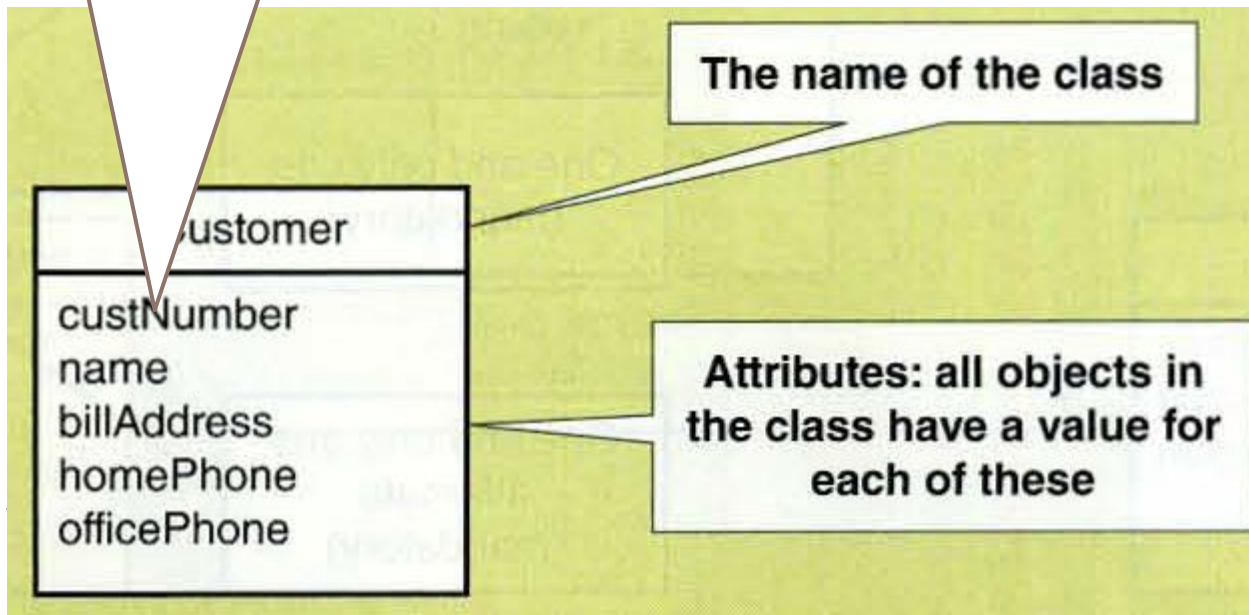 The name of the class
ustomer
custNumber
name
billAddress
homePhone
officePhone
Attributes: all objects in
the class have a value for
each of these